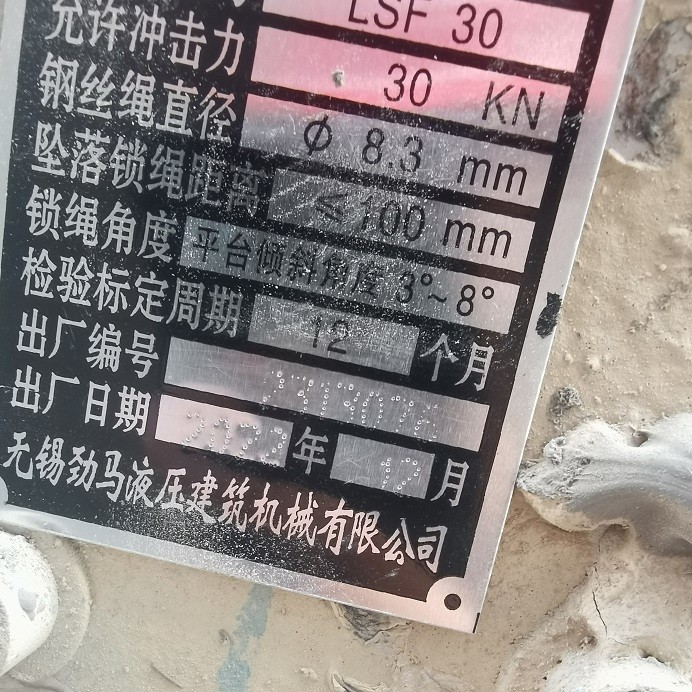 LSF 30
允许冲击力 30 KN
钢丝绳直径 ϕ 8.3 mm
坠落锁绳距离 ≤100 mm
锁绳角度 平台倾斜角度 3°~8°
检验标定周期 12 个月
出厂编号
出厂日期 年 12 月
无锡劲马液压建筑机械有限公司